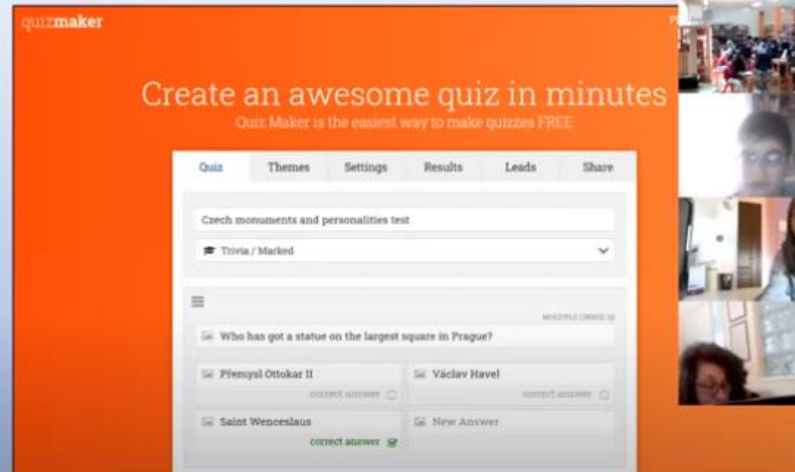 quizmaker
Create an awesome quiz in minutes
Quiz Maker is the easiest way to make quizzes FREE
Quiz Themes Settings Results Leads Share
Czech monuments and personalities test
Trivia / Marked
MULTIPLE CHOICE
Who has got a statue on the largest square in Prague?
Přemysl Ottokar II Václav Havel
correct answer correct answer
Saint Wenceslaus New Answer
correct answer